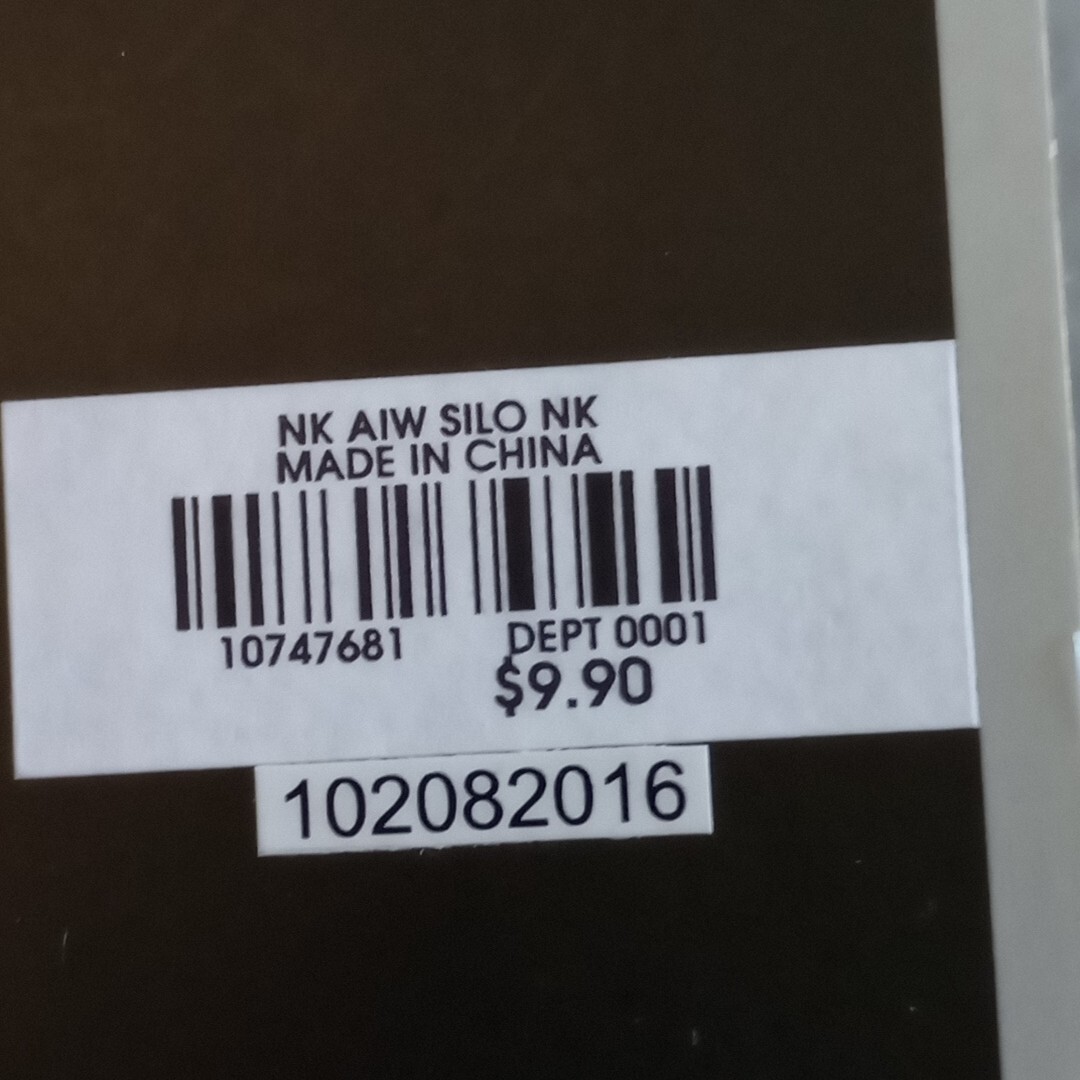 NK AIW SILO NK
MADE IN CHINA
10747681 DEPT 0001
$9.90
102082016